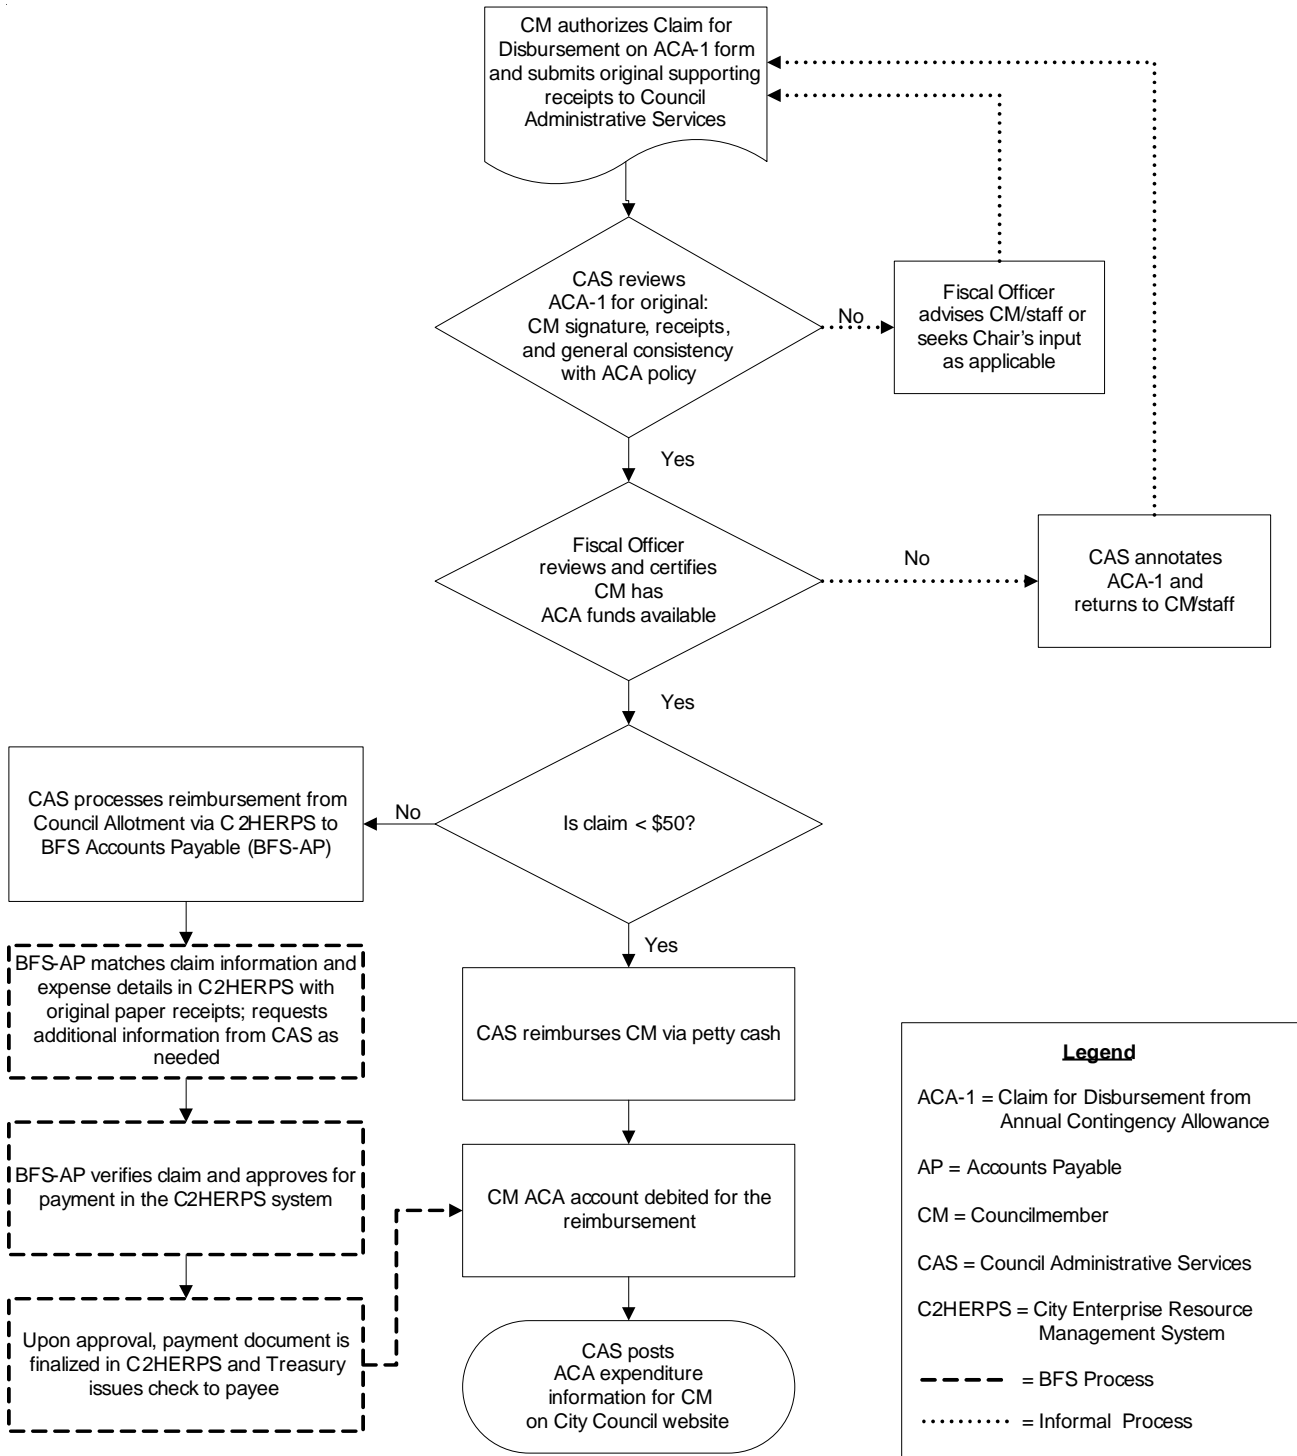 CM authorizes Claim for
Disbursement on ACA-1 form
and submits original supporting
receipts to Council
Administrative Services
CAS reviews
ACA-1 for original:
CM signature, receipts,
and general consistency
with ACA policy
No
Fiscal Officer
advises CM/staff or
seeks Chair's input
as applicable
Yes
Fiscal Officer
reviews and certifies
CM has
ACA funds available
No
CAS annotates
ACA-1 and
returns to CM/staff
Yes
Is claim < $50?
No
CAS processes reimbursement from
Council Allotment via C2HERPS to
BFS Accounts Payable (BFS-AP)
Yes
BFS-AP matches claim information and
expense details in C2HERPS with
original paper receipts; requests
additional information from CAS as
needed
CAS reimburses CM via petty cash
BFS-AP verifies claim and approves for
payment in the C2HERPS system
CM ACA account debited for the
reimbursement
Upon approval, payment document is
finalized in C2HERPS and Treasury
issues check to payee
CAS posts
ACA expenditure
information for CM
on City Council website
Legend
ACA-1 = Claim for Disbursement from
Annual Contingency Allowance
AP = Accounts Payable
CM = Councilmember
CAS = Council Administrative Services
C2HERPS = City Enterprise Resource
Management System
= BFS Process
= Informal Process